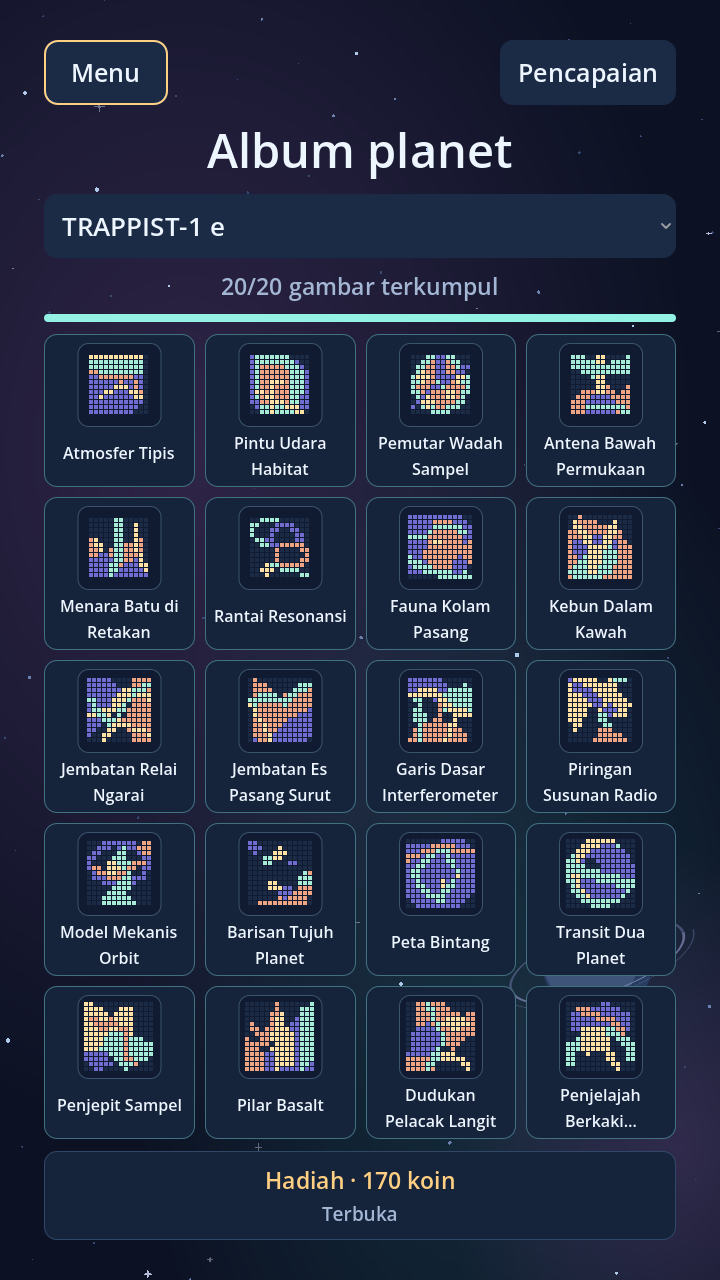 Menu
Pencapaian
Album planet
TRAPPIST-1 e
20/20 gambar terkumpul
Atmosfer Tipis
Pintu Udara
Habitat
Pemutar Wadah
Sampel
Antena Bawah
Permukaan
Menara Batu di
Retakan
Rantai Resonansi
Fauna Kolam
Pasang
Kebun Dalam
Kawah
Jembatan Relai
Ngarai
Jembatan Es
Pasang Surut
Garis Dasar
Interferometer
Piringan
Susunan Radio
Model Mekanis
Orbit
Barisan Tujuh
Planet
Peta Bintang
Transit Dua
Planet
Penjepit Sampel
Pilar Basalt
Dudukan
Pelacak Langit
Penjelajah
Berkaki...
Hadiah · 170 koin
Terbuka